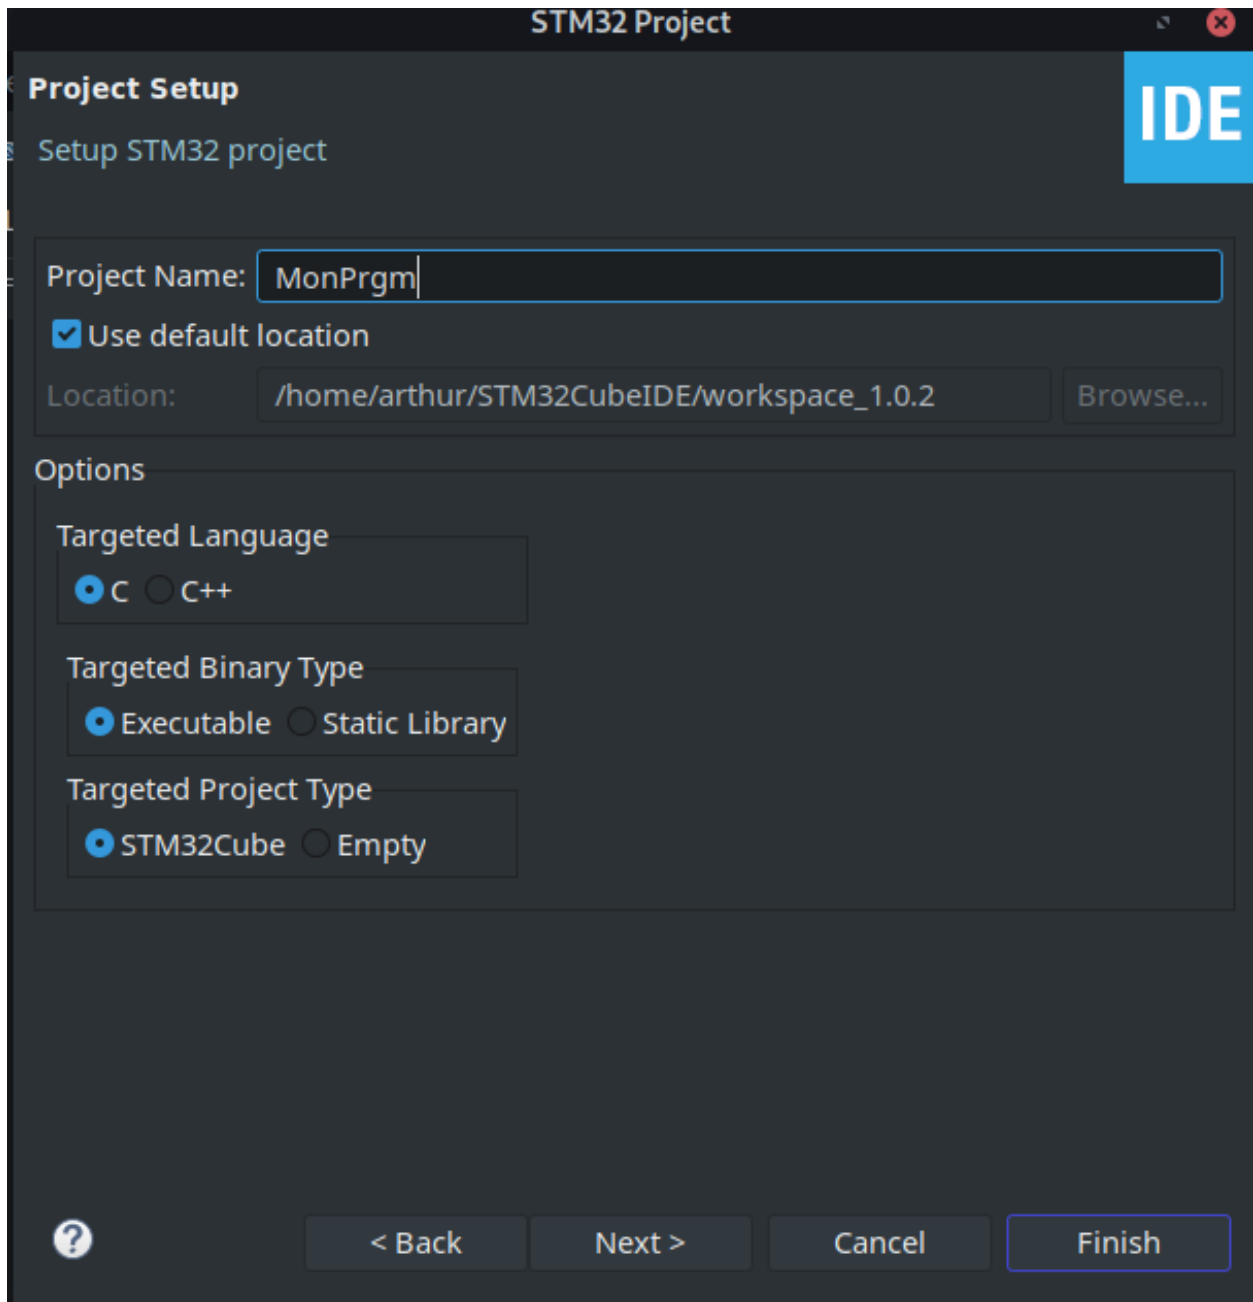 STM32 Project
Project Setup
IDE
Setup STM32 project
Project Name: MonPrgm
Use default location
Location: /home/arthur/STM32CubeIDE/workspace_1.0.2 Browse...
Options
Targeted Language
C C++
Targeted Binary Type
Executable Static Library
Targeted Project Type
STM32Cube Empty
? < Back Next > Cancel Finish